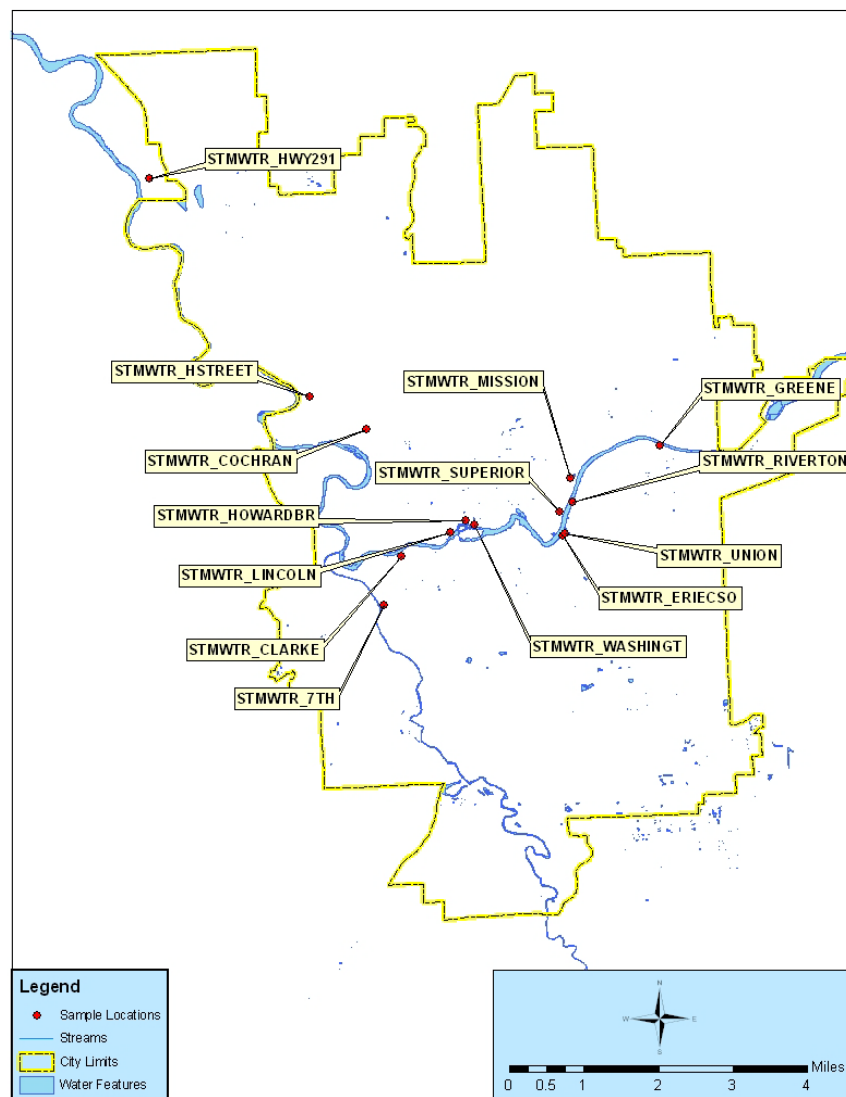 STMWTR_HWY291
STMWTR_HSTREET
STMWTR_MISSION
STMWTR_GREENE
STMWTR_COCHRAN
STMWTR_SUPERIOR
STMWTR_RIVERTON
STMWTR_HOWARDBR
STMWTR_UNION
STMWTR_LINCOLN
STMWTR_ERIECSO
STMWTR_CLARKE
STMWTR_WASHINGT
STMWTR_7TH
Legend
Sample Locations
Streams
City Limits
Water Features
N
W E
S
Miles
0 0.5 1 2 3 4